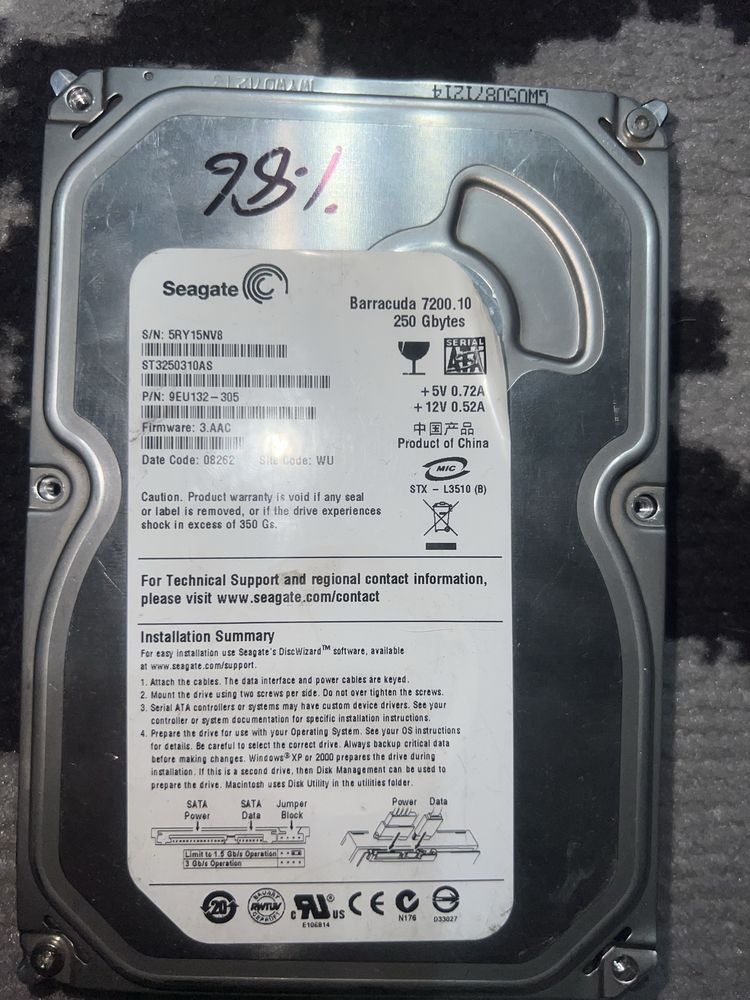 GW0508/1214
98%
Seagate
Barracuda 7200.10
250 Gbytes
S/N: 5RY15NV8
ST3250310AS
P/N: 9EU132-305
Firmware: 3.AAC
Date Code: 08262 Site Code: WU
SERIAL
ATA
+5V 0.72A
+12V 0.52A
中国产品
Product of China
MIC
STX - L3510 (B)
Caution. Product warranty is void if any seal
or label is removed, or if the drive experiences
shock in excess of 350 Gs.
For Technical Support and regional contact information,
please visit www.seagate.com/contact
Installation Summary
For easy installation use Seagate's DiscWizard™ software, available
at www.seagate.com/support.
1. Attach the cables. The data interface and power cables are keyed.
2. Mount the drive using two screws per side. Do not over tighten the screws.
3. Serial ATA controllers or systems may have custom device drivers. See your
controller or system documentation for specific installation instructions.
4. Prepare the drive for use with your Operating System. See your OS instructions
for details. Be careful to select the correct drive. Always backup critical data
before making changes. Windows® XP or 2000 prepares the drive during
installation. If this is a second drive, then Disk Management can be used to
prepare the drive. Macintosh uses Disk Utility in the utilities folder.
SATA Power
SATA Data
Jumper Block
Power Data
Limit to 1.5 Gb/s Operation
3 Gb/s Operation
20
BAUART
RWTÜV
GEPRÜFT
c RU ® US
E106814
CE
N176
D33027